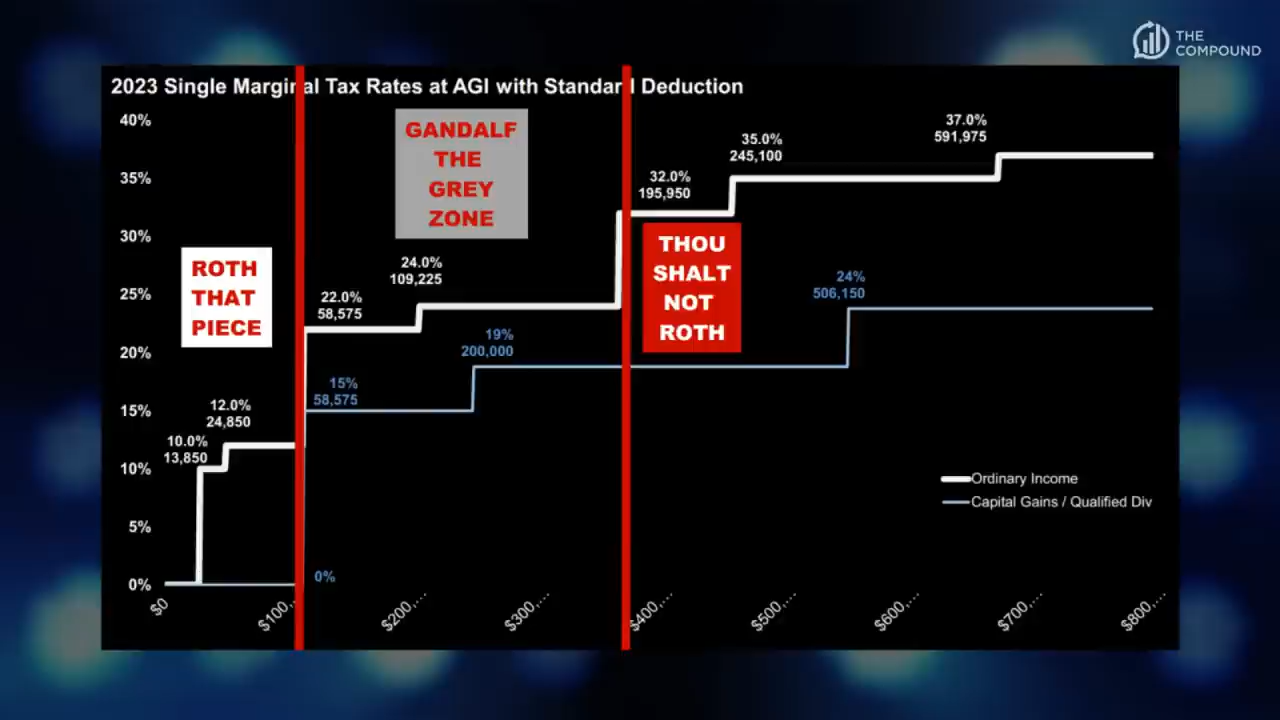 THE
COMPOUND
2023 Single Marginal Tax Rates at AGI with Standard Deduction
40%
35%
30%
25%
20%
15%
10%
5%
0%
ROTH
THAT
PIECE
GANDALF
THE
GREY
ZONE
THOU
SHALT
NOT
ROTH
10.0%
13,850
12.0%
24,850
22.0%
58,575
24.0%
109,225
32.0%
195,950
35.0%
245,100
37.0%
591,975
0%
15%
58,575
19%
200,000
24%
506,150
Ordinary Income
Capital Gains / Qualified Div
$0
$100,...
$200,...
$300,...
$400,...
$500,...
$600,...
$700,...
$800,...